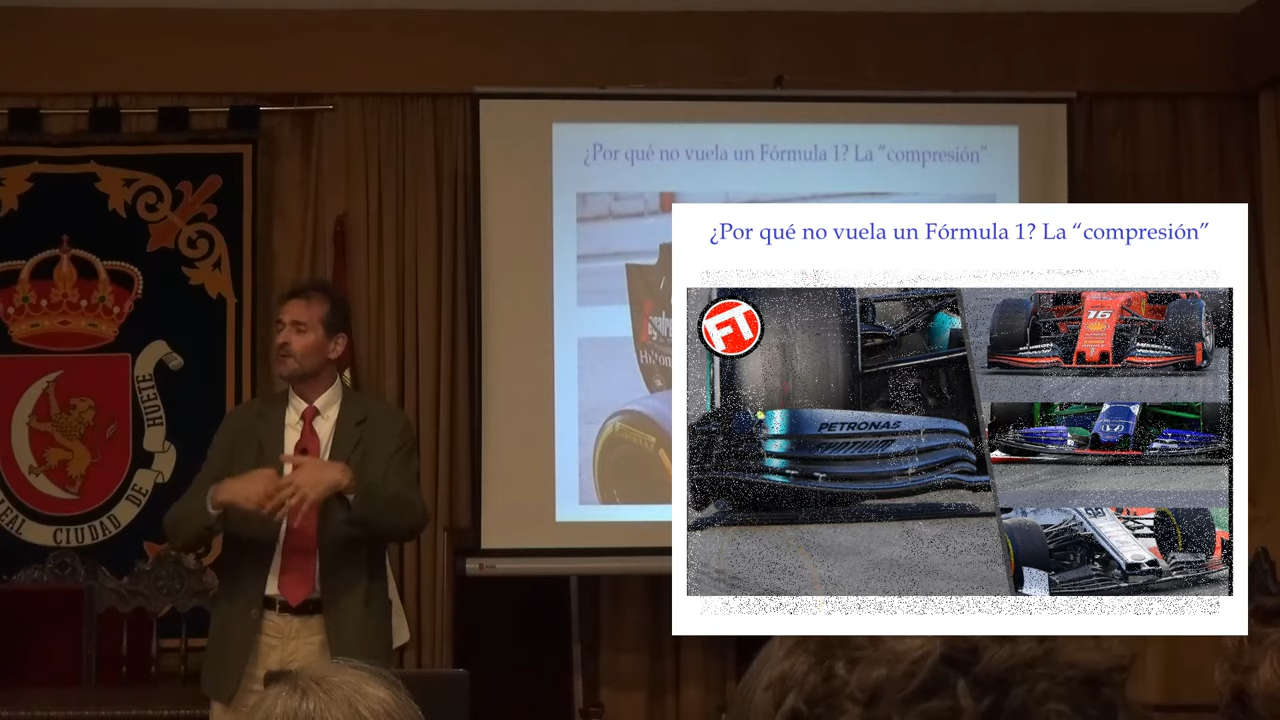 ¿Por qué no vuela un Fórmula 1? La “compresión”
¿Por qué no vuela un Fórmula 1? La “compresión”
FT
16
PETRONAS
REAL CIUDAD DE HUETE